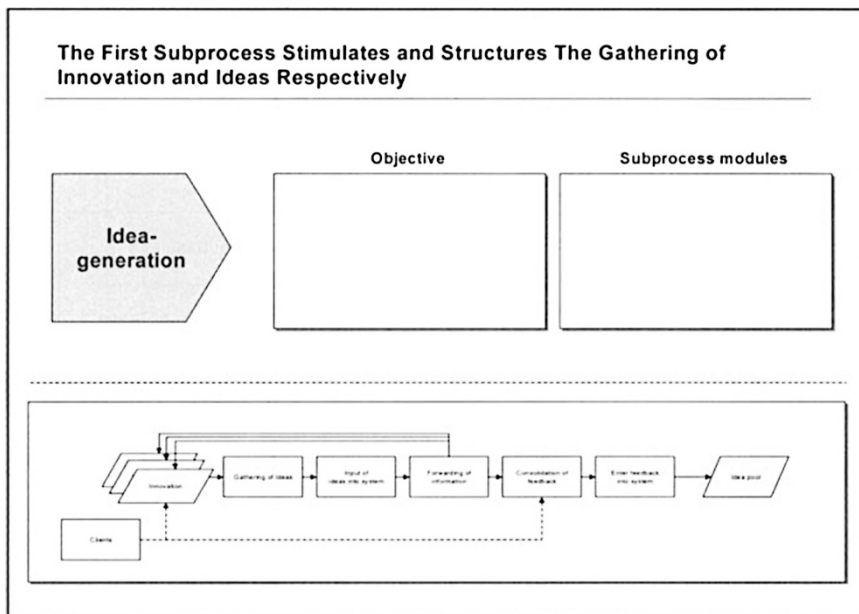 The First Subprocess Stimulates and Structures The Gathering of
Innovation and Ideas Respectively
Objective
Subprocess modules
Idea-
generation
Innovation
Gathering of Ideas
Input of
ideas into system
Forwarding of
information
Consolidation of
feedback
Enter feedback
into system
Idea pool
Clients